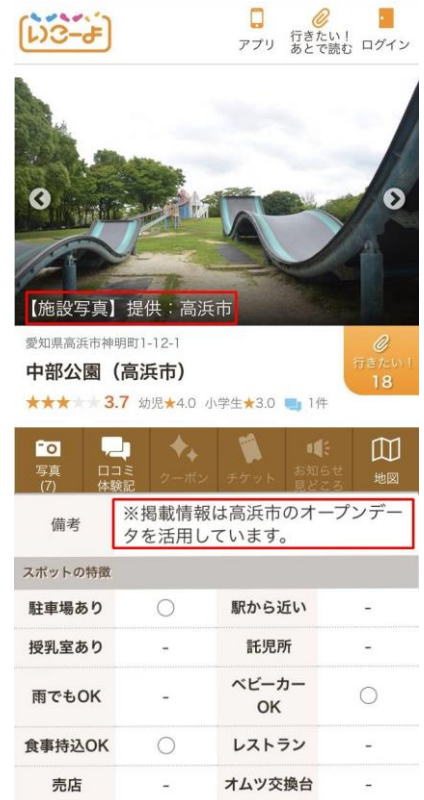 いこーよ
アプリ
行きたい!
あとで読む
ログイン
【施設写真】提供:高浜市
愛知県高浜市神明町1-12-1
中部公園(高浜市)
行きたい!
18
★★★★★ 3.7 幼児★4.0 小学生★3.0 1件
写真
(7)
口コミ
体験記
クーポン
チケット
お知らせ
見どころ
地図
備考
※掲載情報は高浜市のオープンデー
タを活用しています。
スポットの特徴
駐車場あり ○ 駅から近い -
授乳室あり - 託児所 -
雨でもOK - ベビーカー
OK ○
食事持込OK ○ レストラン -
売店 - オムツ交換台 -